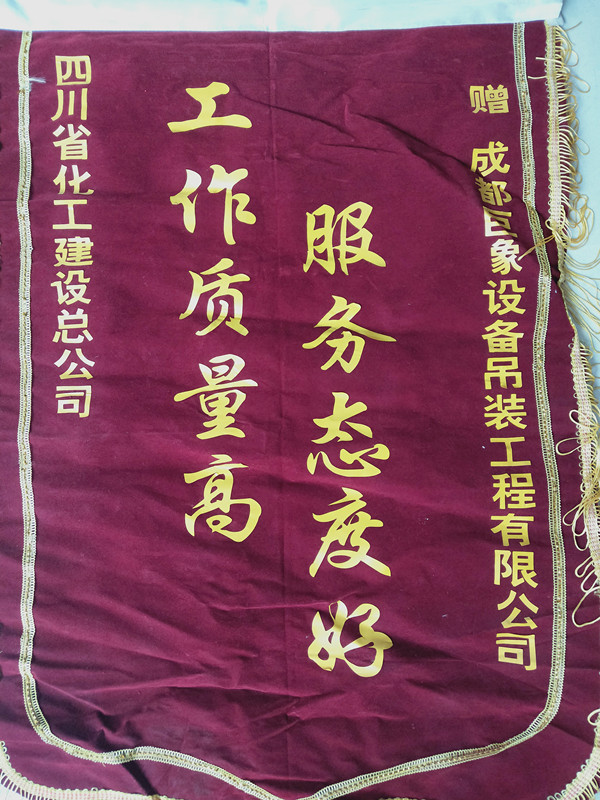 赠 成都巨象设备吊装工程有限公司
服务态度好
工作质量高
四川省化工建设总公司